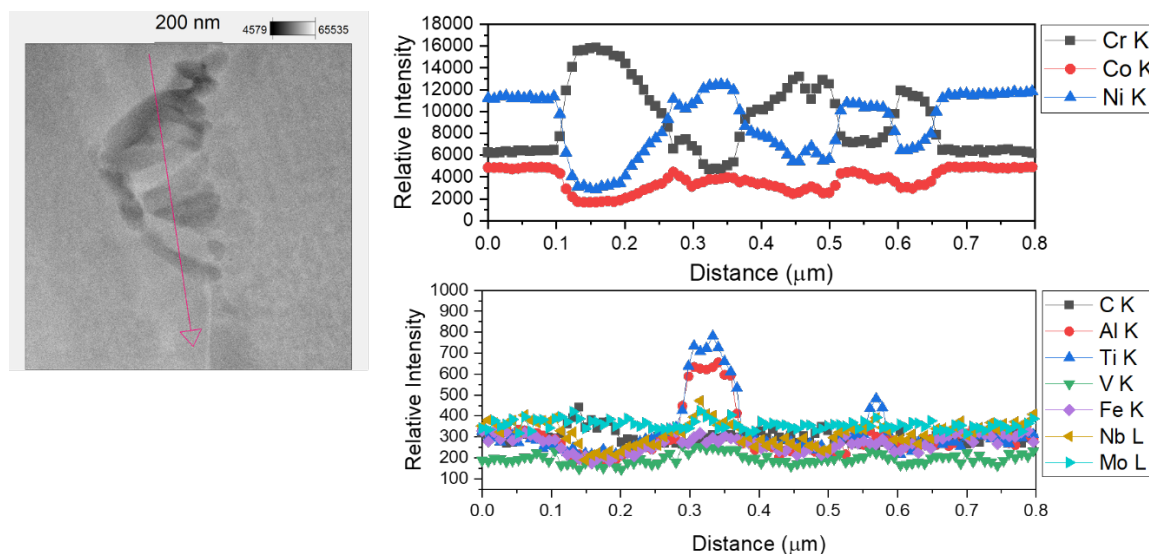 200 nm
4579
65535
Relative Intensity
18000
16000
14000
12000
10000
8000
6000
4000
2000
0
0.0 0.1 0.2 0.3 0.4 0.5 0.6 0.7 0.8
Distance (μm)
Cr K
Co K
Ni K
Relative Intensity
1000
900
800
700
600
500
400
300
200
100
0.0 0.1 0.2 0.3 0.4 0.5 0.6 0.7 0.8
Distance (μm)
C K
Al K
Ti K
V K
Fe K
Nb L
Mo L